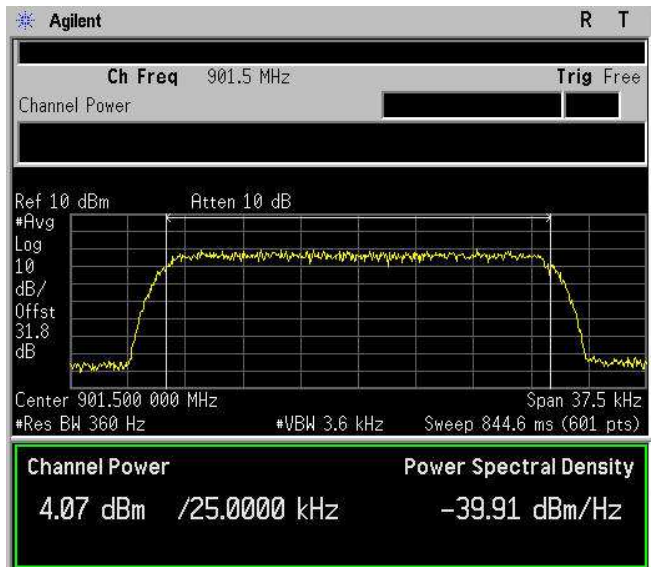 Agilent R T
Ch Freq 901.5 MHz Trig Free
Channel Power
Ref 10 dBm Atten 10 dB
#Avg
Log
10
dB/
Offst
31.8
dB
Center 901.500 000 MHz Span 37.5 kHz
#Res BW 360 Hz #VBW 3.6 kHz Sweep 844.6 ms (601 pts)
Channel Power Power Spectral Density
4.07 dBm /25.0000 kHz -39.91 dBm/Hz